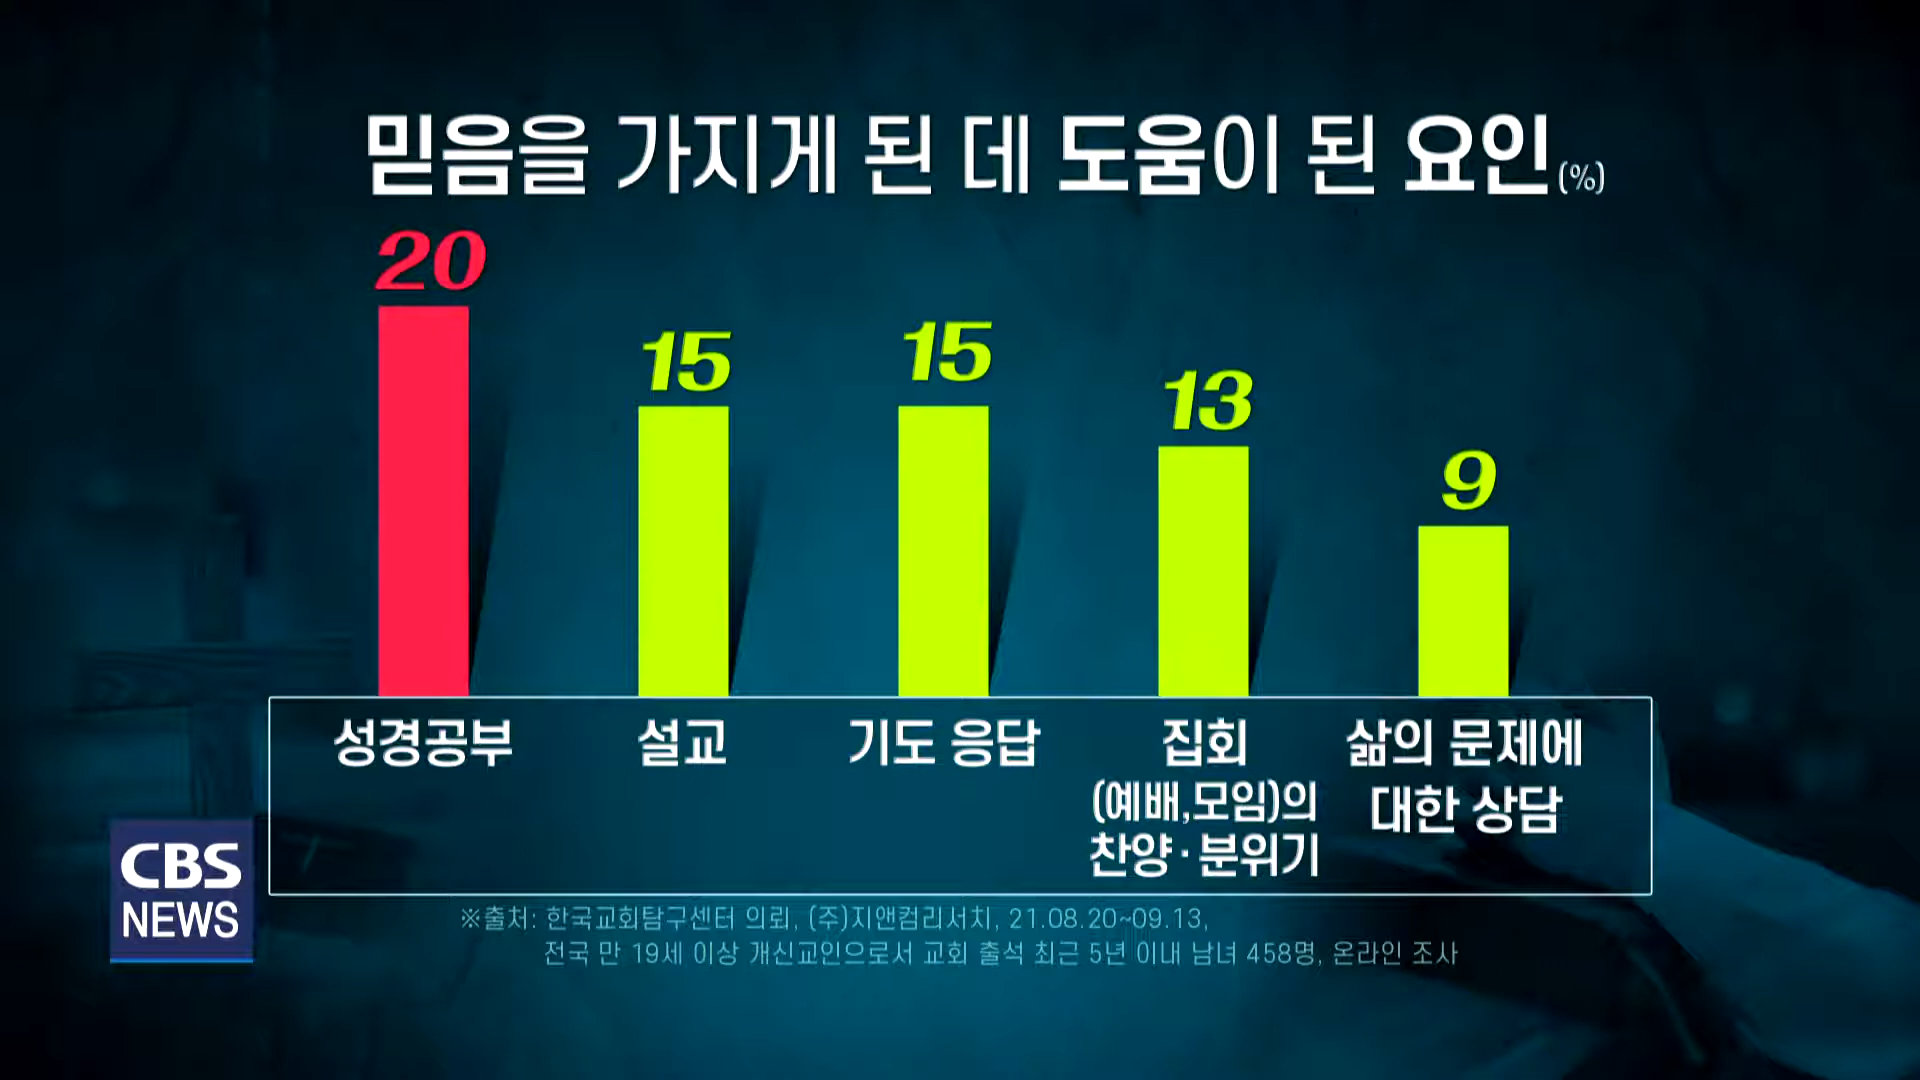 믿음을 가지게 된 데 도움이 된 요인(%)
20
15
15
13
9
성경공부
설교
기도 응답
집회
(예배,모임)의
찬양·분위기
삶의 문제에
대한 상담
CBS
NEWS
※출처: 한국교회탐구센터 의뢰, (주)지앤컴리서치, 21.08.20~09.13,
전국 만 19세 이상 개신교인으로서 교회 출석 최근 5년 이내 남녀 458명, 온라인 조사